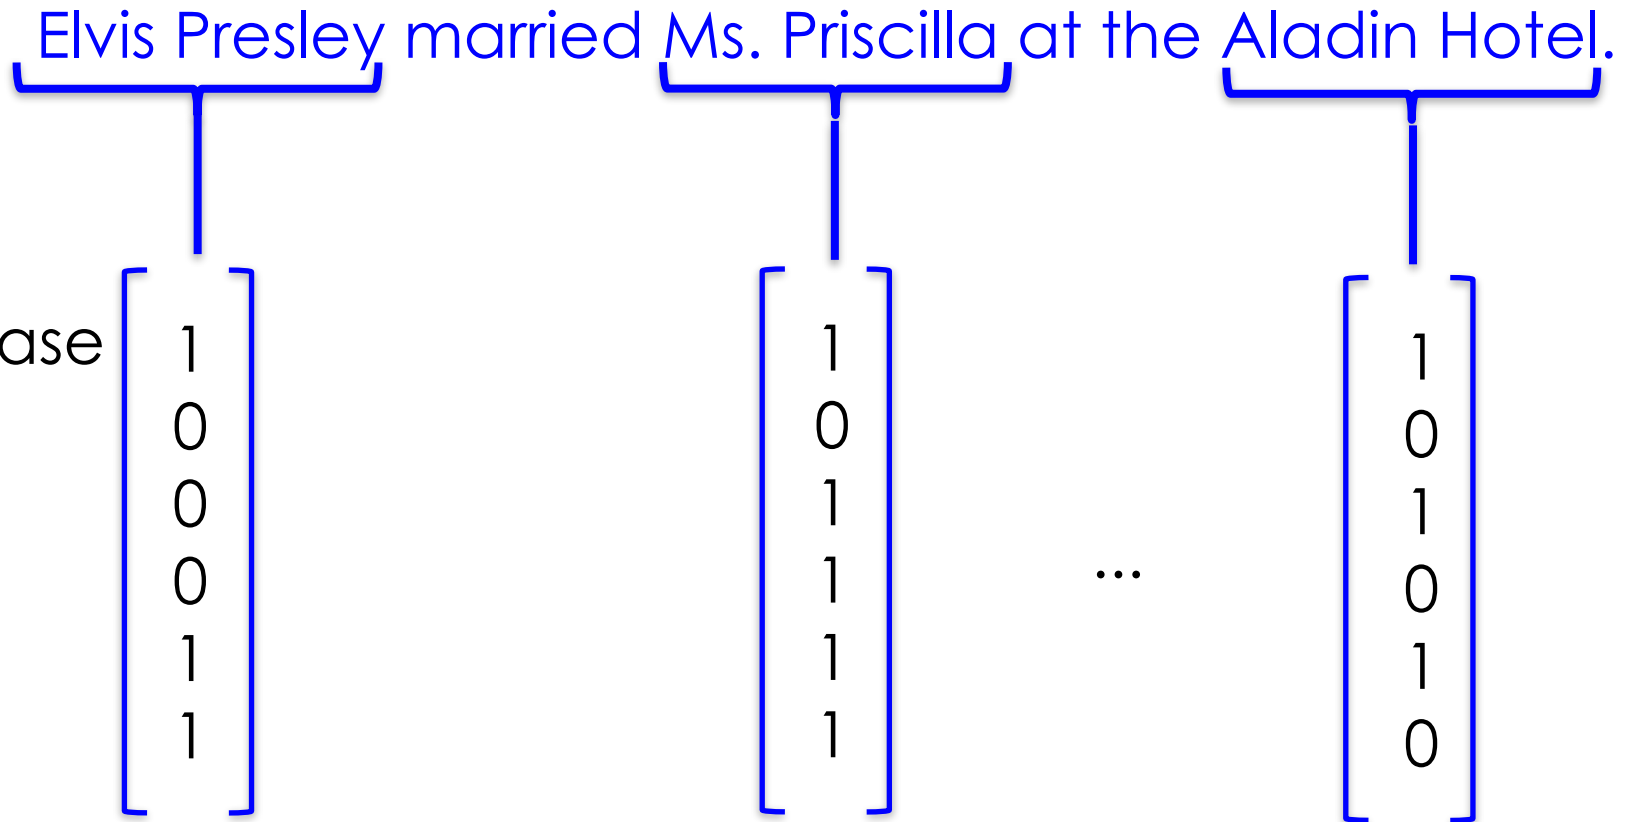 Elvis Presley married Ms. Priscilla at the Aladin Hotel.
ase 1 1 1
0 0 0
0 1 1
0 1 ... 0
1 1 1
1 1 0